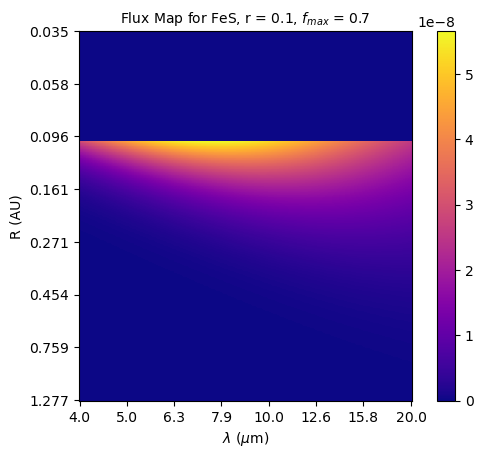 Flux Map for FeS, r = 0.1, f_max = 0.7
1e−8
0.035
0.058
0.096
0.161
0.271
0.454
0.759
1.277
R (AU)
4.0 5.0 6.3 7.9 10.0 12.6 15.8 20.0
λ (μm)
5
4
3
2
1
0